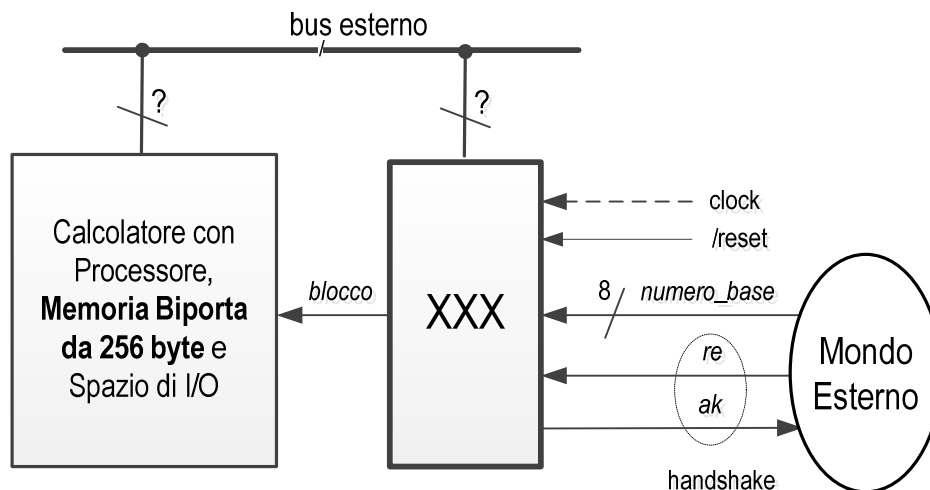 bus esterno
?
?
Calcolatore con
Processore,
Memoria Biporta
da 256 byte e
Spazio di I/O
blocco
XXX
clock
/reset
8
numero_base
re
ak
handshake
Mondo
Esterno